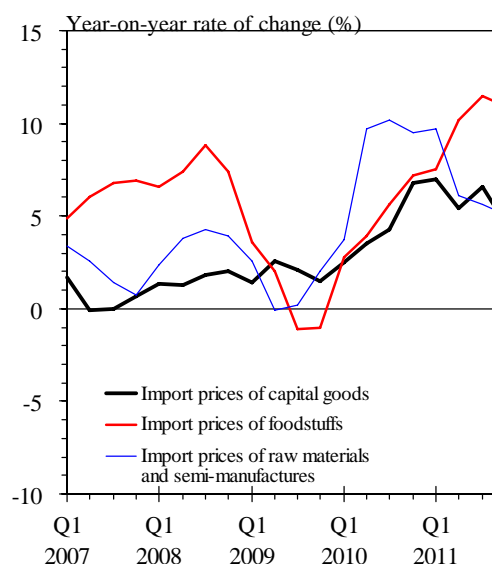 Year-on-year rate of change (%)
15
10
5
0
-5
-10
Import prices of capital goods
Import prices of foodstuffs
Import prices of raw materials
and semi-manufactures
Q1 Q1 Q1 Q1 Q1
2007 2008 2009 2010 2011